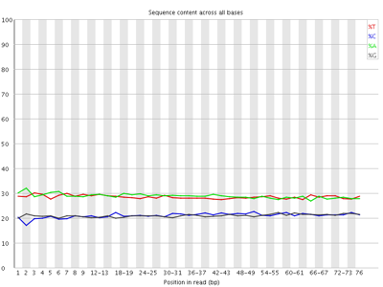 Sequence content across all bases
100
90
80
70
60
50
40
30
20
10
0
%T
%C
%A
%G
1 2 3 4 5 6 7 8 9 12-13 18-19 24-25 30-31 36-37 42-43 48-49 54-55 60-61 66-67 72-73 76
Position in read (bp)